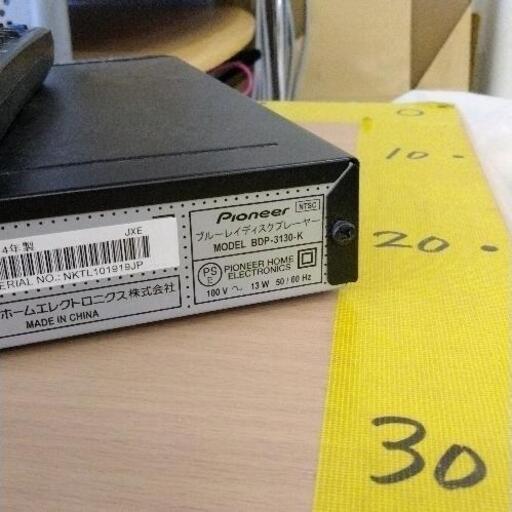 4年製
JXE
ERIAL NO.: NKTL101919JP
ホームエレクトロニクス株式会社
MADE IN CHINA
Pioneer
NTSC
ブルーレイディスクプレーヤー
MODEL BDP-3130-K
PS
E
PIONEER HOME
ELECTRONICS
100 V ～ 13 W 50 / 60 Hz
0
10
20
30